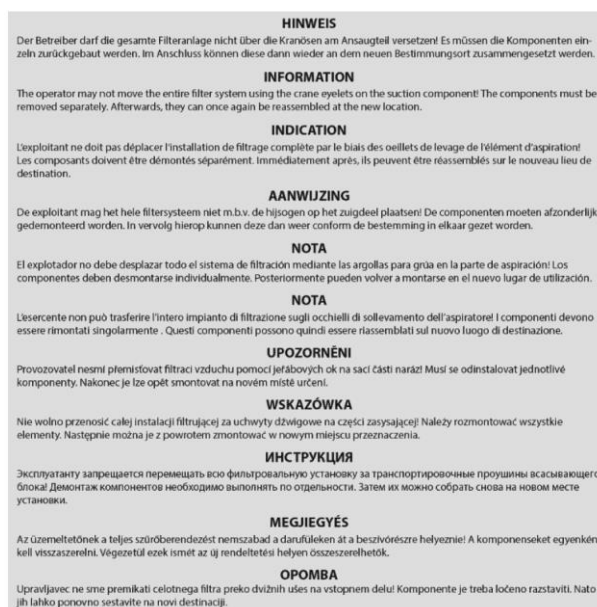 HINWEIS
Der Betreiber darf die gesamte Filteranlage nicht über die Kranösen am Ansaugteil versetzen! Es müssen die Komponenten ein-
zeln zurückgebaut werden. Im Anschluss können diese dann wieder an dem neuen Bestimmungsort zusammengesetzt werden.
INFORMATION
The operator may not move the entire filter system using the crane eyelets on the suction component! The components must be
removed separately. Afterwards, they can once again be reassembled at the new location.
INDICATION
L'exploitant ne doit pas déplacer l'installation de filtrage complète par le biais des oeillets de levage de l'élément d'aspiration!
Les composants doivent être démontés séparément. Immédiatement après, ils peuvent être réassemblés sur le nouveau lieu de
destination.
AANWIJZING
De exploitant mag het hele filtersysteem niet m.b.v. de hijsogen op het zuigdeel plaatsen! De componenten moeten afzonderlijk
gedemonteerd worden. In vervolg hierop kunnen deze dan weer conform de bestemming in elkaar gezet worden.
NOTA
El explotador no debe desplazar todo el sistema de filtración mediante las argollas para grúa en la parte de aspiración! Los
componentes deben desmontarse individualmente. Posteriormente pueden volver a montarse en el nuevo lugar de utilización.
NOTA
L'esercente non può trasferire l'intero impianto di filtrazione sugli occhielli di sollevamento dell'aspiratore! I componenti devono
essere rimontati singolarmente . Questi componenti possono quindi essere riassemblati sul nuovo luogo di destinazione.
UPOZORNĚNI
Provozovatel nesmí přemisťovat filtraci vzduchu pomocí jeřábových ok na sací části naráz! Musí se odinstalovat jednotlivé
komponenty. Nakonec je lze opět smontovat na novém místě určení.
WSKAZÓWKA
Nie wolno przenosić całej instalacji filtrującej za uchwyty dźwigowe na części zasysającej! Należy rozmontować wszystkie
elementy. Następnie można je z powrotem zmontować w nowym miejscu przeznaczenia.
ИНСТРУКЦИЯ
Эксплуатанту запрещается перемещать всю фильтровальную установку за транспортировочные проушины всасывающего
блока! Демонтаж компонентов необходимо выполнять по отдельности. Затем их можно собрать снова на новом месте
установки.
MEGJIEGYÉS
Az üzemeltetőnek a teljes szűrőberendezést nemszabad a darufüleken át a beszívórészre helyeznie! A komponenseket egyenkén
kell visszaszerelni. Végezetül ezek ismét az új rendeltetési helyen összeszerelhetők.
OPOMBA
Upravljavec ne sme premikati celotnega filtra preko dvižnih ušes na vstopnem delu! Komponente je treba ločeno razstaviti. Nato
jih lahko ponovno sestavite na novi destinaciji.